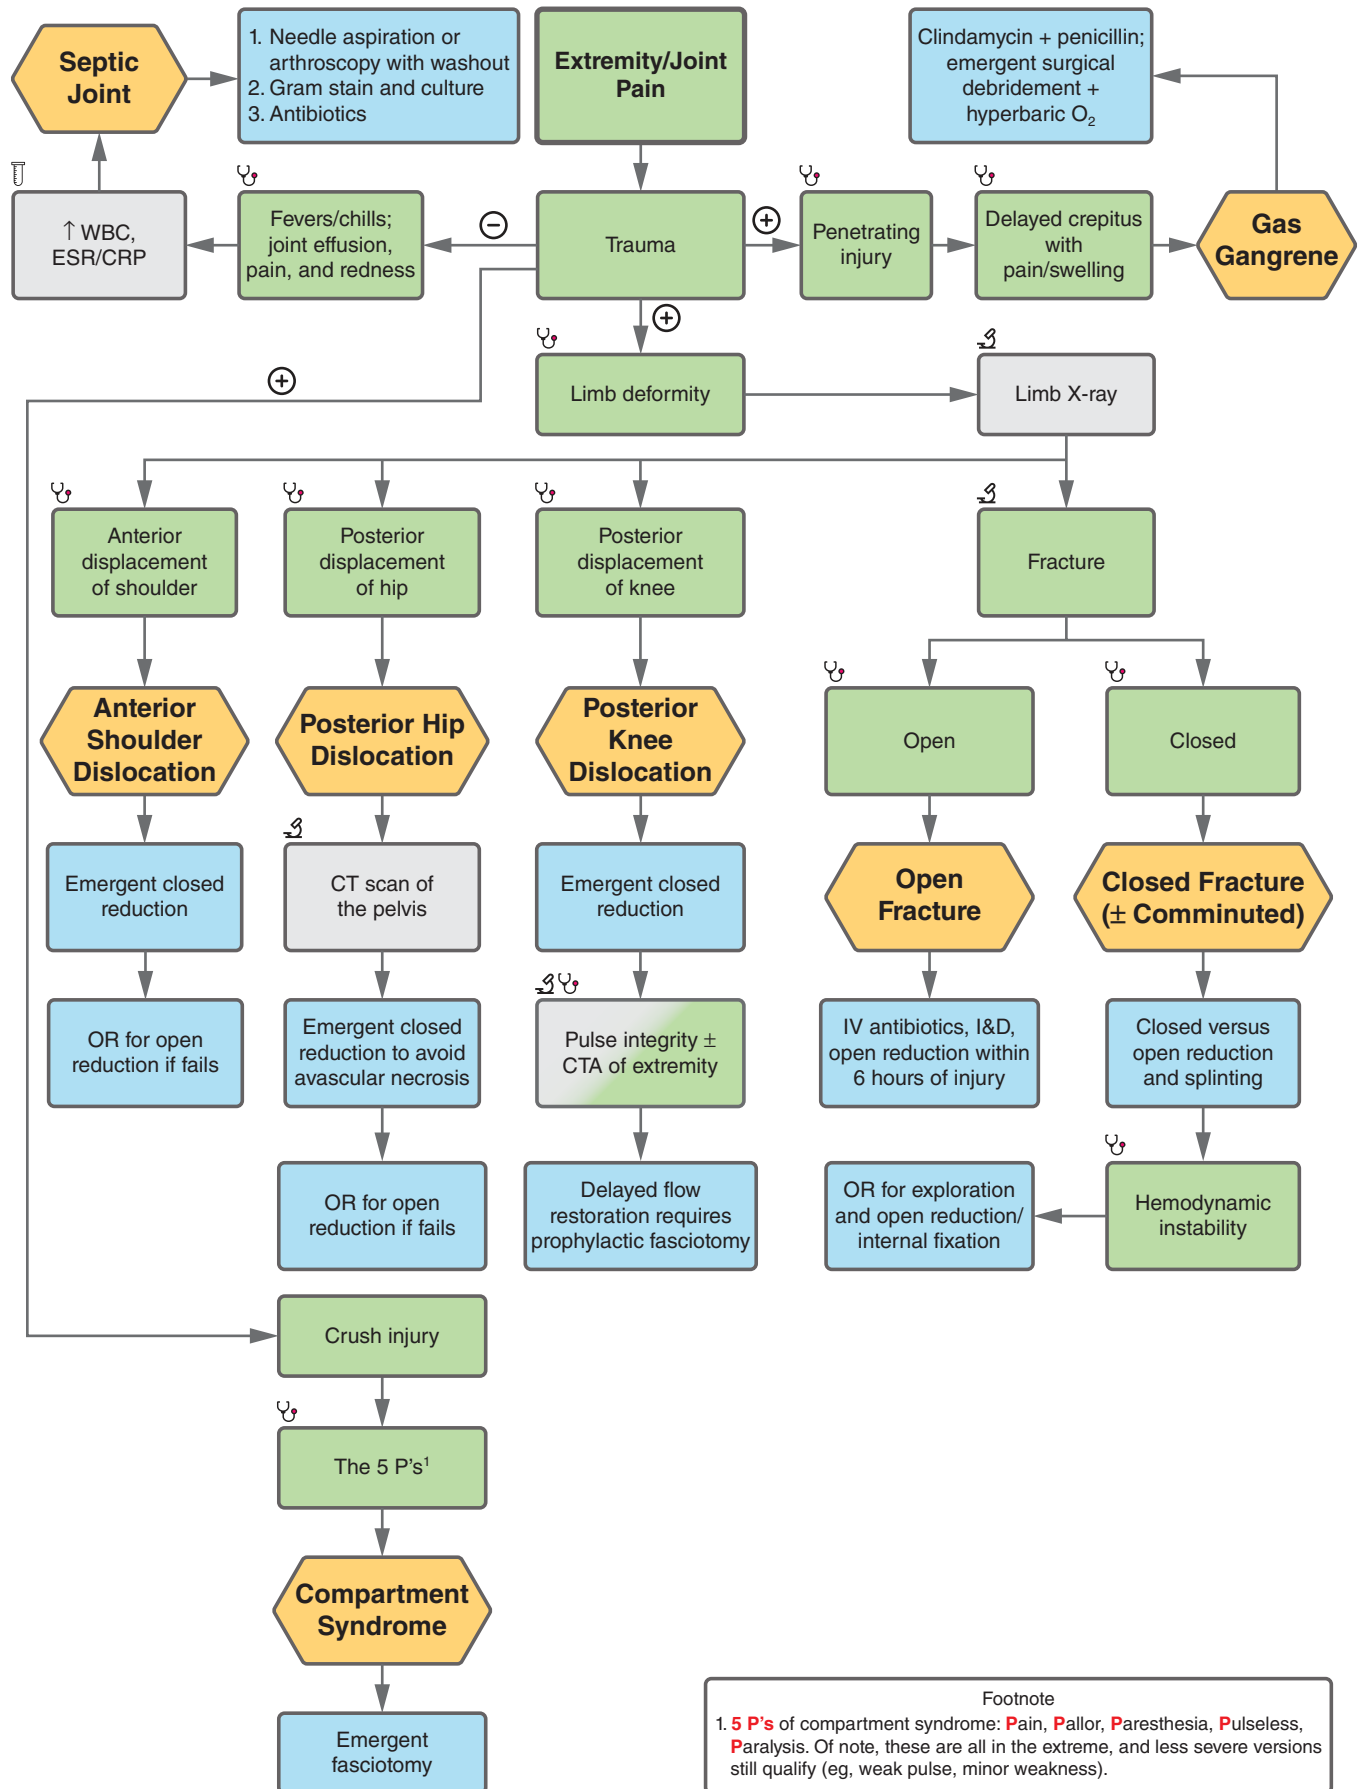 Septic
Joint
1. Needle aspiration or
arthroscopy with washout
2. Gram stain and culture
3. Antibiotics
Extremity/Joint
Pain
Clindamycin + penicillin;
emergent surgical
debridement +
hyperbaric O₂
↑ WBC,
ESR/CRP
Fevers/chills;
joint effusion,
pain, and redness
−
Trauma
+
Penetrating
injury
Delayed crepitus
with
pain/swelling
Gas
Gangrene
+
+
Limb deformity
Limb X-ray
Anterior
displacement
of shoulder
Posterior
displacement
of hip
Posterior
displacement
of knee
Fracture
Open
Closed
Anterior
Shoulder
Dislocation
Posterior Hip
Dislocation
Posterior
Knee
Dislocation
Emergent closed
reduction
CT scan of
the pelvis
Emergent closed
reduction
Open
Fracture
Closed Fracture
(± Comminuted)
OR for open
reduction if fails
Emergent closed
reduction to avoid
avascular necrosis
Pulse integrity ±
CTA of extremity
IV antibiotics, I&D,
open reduction within
6 hours of injury
Closed versus
open reduction
and splinting
OR for open
reduction if fails
Delayed flow
restoration requires
prophylactic fasciotomy
OR for exploration
and open reduction/
internal fixation
Hemodynamic
instability
Crush injury
The 5 P's¹
Compartment
Syndrome
Emergent
fasciotomy
Footnote
1. 5 P's of compartment syndrome: Pain, Pallor, Paresthesia, Pulseless,
Paralysis. Of note, these are all in the extreme, and less severe versions
still qualify (eg, weak pulse, minor weakness).